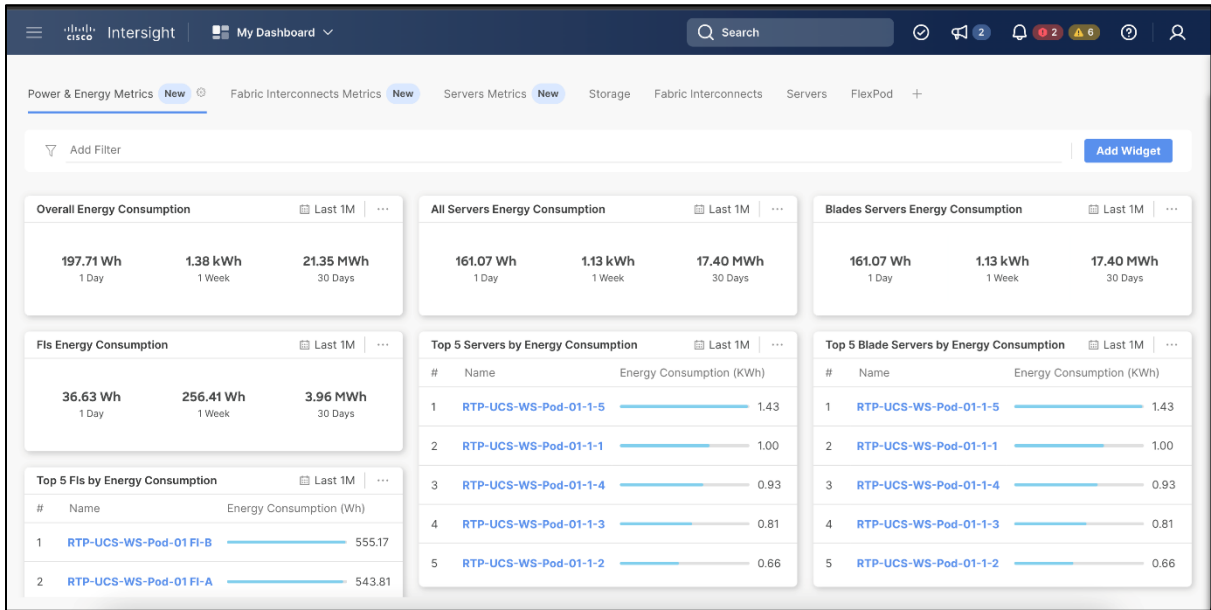 cisco Intersight My Dashboard Search 2 2 6
Power & Energy Metrics New Fabric Interconnects Metrics New Servers Metrics New Storage Fabric Interconnects Servers FlexPod +
Add Filter Add Widget
Overall Energy Consumption Last 1M ...
197.71 Wh 1.38 kWh 21.35 MWh
1 Day 1 Week 30 Days
All Servers Energy Consumption Last 1M ...
161.07 Wh 1.13 kWh 17.40 MWh
1 Day 1 Week 30 Days
Blades Servers Energy Consumption Last 1M ...
161.07 Wh 1.13 kWh 17.40 MWh
1 Day 1 Week 30 Days
FIs Energy Consumption Last 1M ...
36.63 Wh 256.41 Wh 3.96 MWh
1 Day 1 Week 30 Days
Top 5 FIs by Energy Consumption Last 1M ...
# Name Energy Consumption (Wh)
1 RTP-UCS-WS-Pod-01 FI-B 555.17
2 RTP-UCS-WS-Pod-01 FI-A 543.81
Top 5 Servers by Energy Consumption Last 1M ...
# Name Energy Consumption (KWh)
1 RTP-UCS-WS-Pod-01-1-5 1.43
2 RTP-UCS-WS-Pod-01-1-1 1.00
3 RTP-UCS-WS-Pod-01-1-4 0.93
4 RTP-UCS-WS-Pod-01-1-3 0.81
5 RTP-UCS-WS-Pod-01-1-2 0.66
Top 5 Blade Servers by Energy Consumption Last 1M ...
# Name Energy Consumption (KWh)
1 RTP-UCS-WS-Pod-01-1-5 1.43
2 RTP-UCS-WS-Pod-01-1-1 1.00
3 RTP-UCS-WS-Pod-01-1-4 0.93
4 RTP-UCS-WS-Pod-01-1-3 0.81
5 RTP-UCS-WS-Pod-01-1-2 0.66